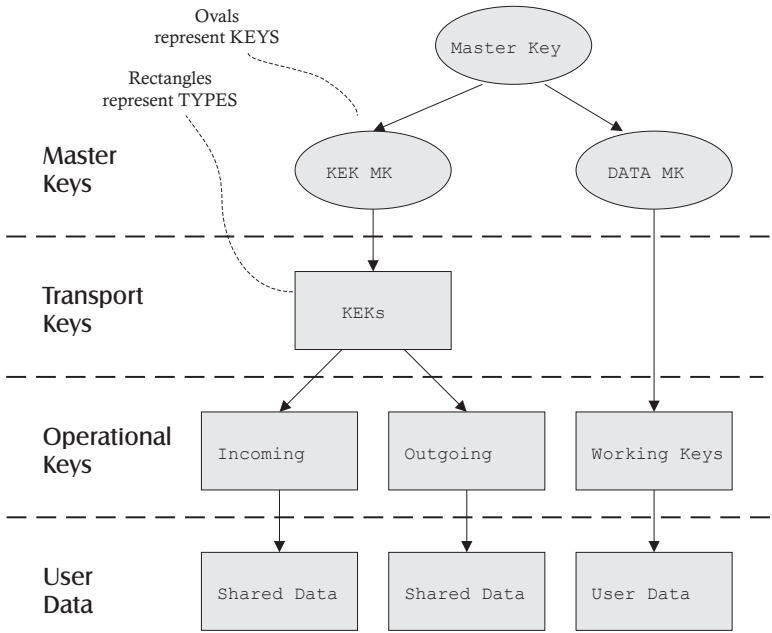 Ovals
represent KEYS
Master Key
Rectangles
represent TYPES
Master
Keys
KEK MK
DATA MK
Transport
Keys
KEKs
Operational
Keys
Incoming
Outgoing
Working Keys
User
Data
Shared Data
Shared Data
User Data